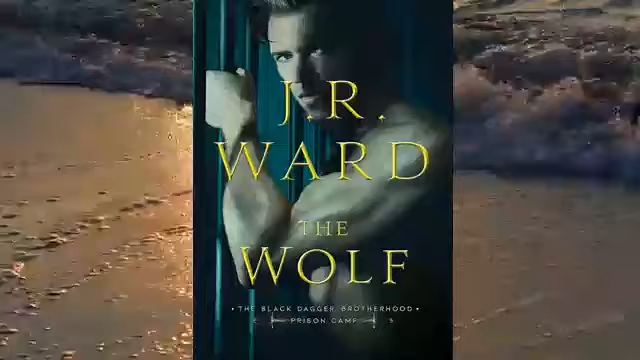 J.R.
WARD
THE
WOLF
• THE BLACK DAGGER BROTHERHOOD •
PRISON CAMP